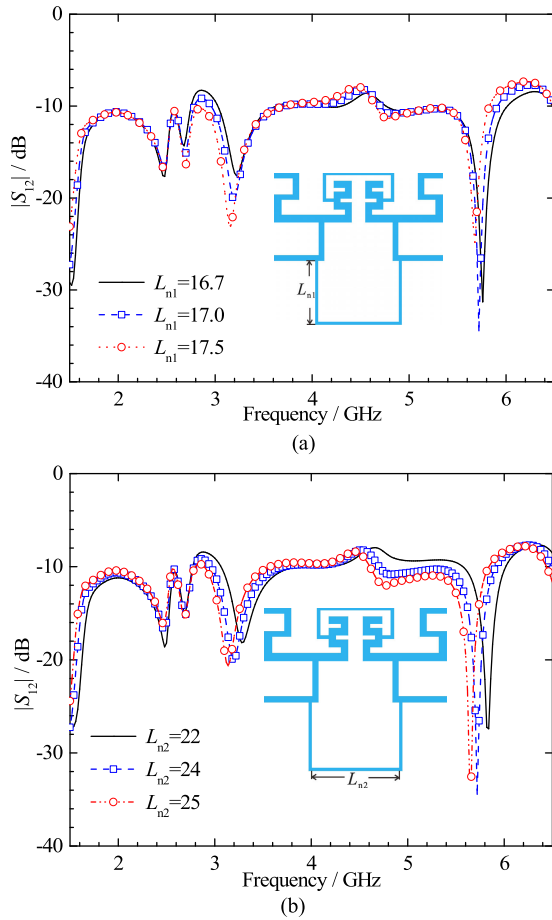 0
-10
-20
-30
-40
|S12| / dB
Ln1
Ln1=16.7
Ln1=17.0
Ln1=17.5
2 3 4 5 6
Frequency / GHz
(a)
0
-10
-20
-30
-40
|S12| / dB
Ln2
Ln2=22
Ln2=24
Ln2=25
2 3 4 5 6
Frequency / GHz
(b)